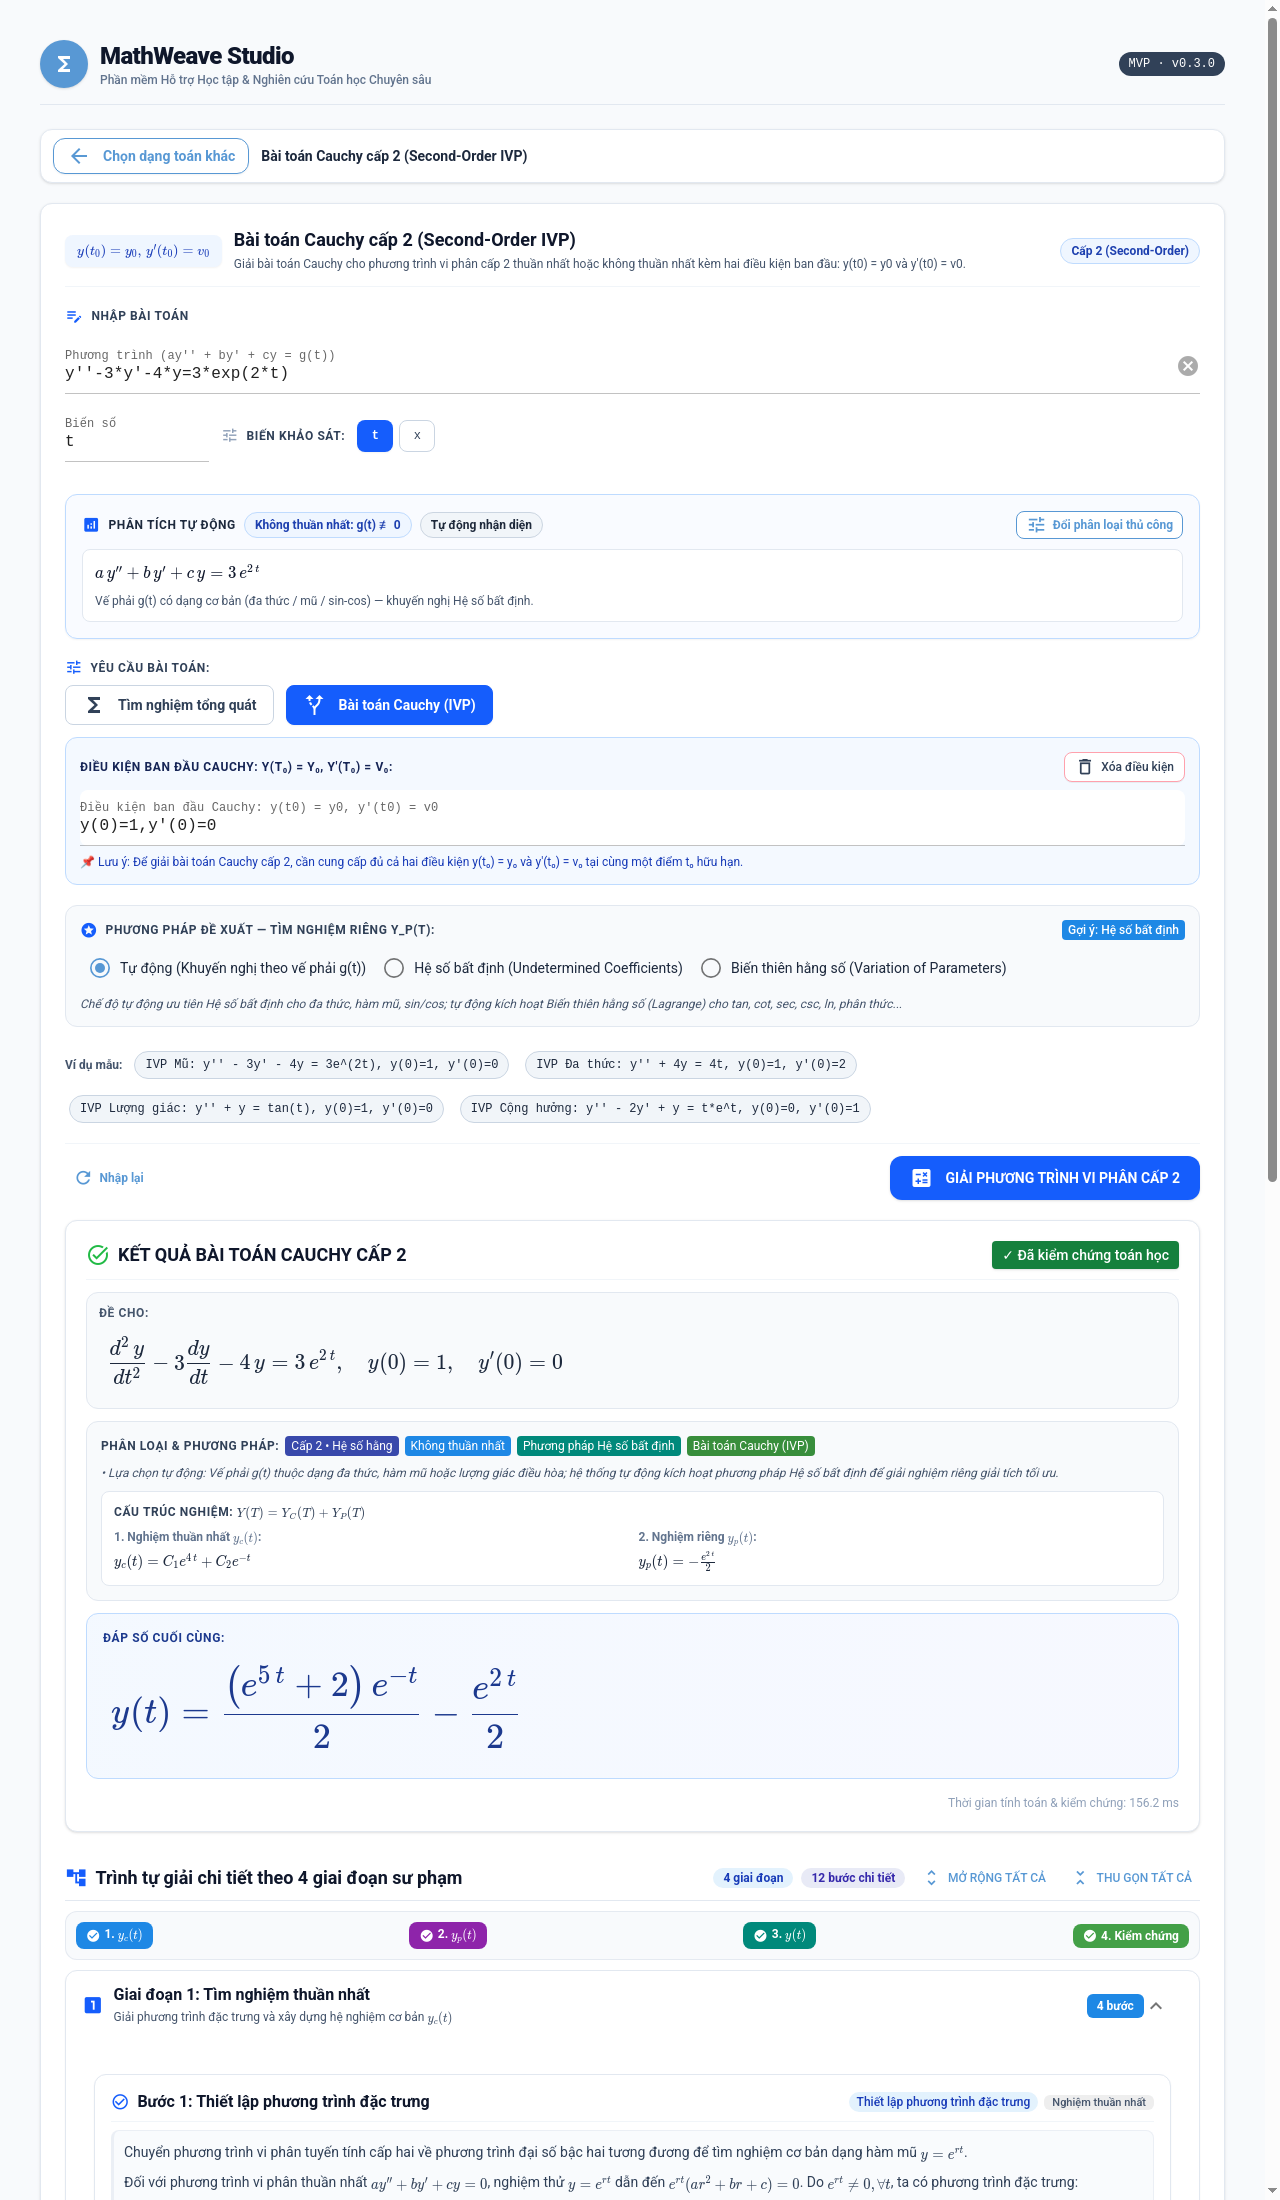 Σ
MathWeave Studio
Phần mềm Hỗ trợ Học tập & Nghiên cứu Toán học Chuyên sâu
MVP · v0.3.0
Chọn dạng toán khác
Bài toán Cauchy cấp 2 (Second-Order IVP)
y(t₀) = y₀, y′(t₀) = v₀
Bài toán Cauchy cấp 2 (Second-Order IVP)
Giải bài toán Cauchy cho phương trình vi phân cấp 2 thuần nhất hoặc không thuần nhất kèm hai điều kiện ban đầu: y(t0) = y0 và y'(t0) = v0.
Cấp 2 (Second-Order)
NHẬP BÀI TOÁN
Phương trình (ay'' + by' + cy = g(t))
y''-3*y'-4*y=3*exp(2*t)
Biến số
t
BIẾN KHẢO SÁT:
t
x
PHÂN TÍCH TỰ ĐỘNG
Không thuần nhất: g(t) ≢ 0
Tự động nhận diện
Đổi phân loại thủ công
a y″ + b y′ + c y = 3 e^{2 t}
Vế phải g(t) có dạng cơ bản (đa thức / mũ / sin-cos) — khuyến nghị Hệ số bất định.
YÊU CẦU BÀI TOÁN:
Σ Tìm nghiệm tổng quát
Bài toán Cauchy (IVP)
ĐIỀU KIỆN BAN ĐẦU CAUCHY: Y(T₀) = Y₀, Y'(T₀) = V₀:
Xóa điều kiện
Điều kiện ban đầu Cauchy: y(t0) = y0, y'(t0) = v0
y(0)=1,y'(0)=0
📌 Lưu ý: Để giải bài toán Cauchy cấp 2, cần cung cấp đủ cả hai điều kiện y(t₀) = y₀ và y'(t₀) = v₀ tại cùng một điểm t₀ hữu hạn.
PHƯƠNG PHÁP ĐỀ XUẤT — TÌM NGHIỆM RIÊNG Y_P(T):
Gợi ý: Hệ số bất định
Tự động (Khuyến nghị theo vế phải g(t))
Hệ số bất định (Undetermined Coefficients)
Biến thiên hằng số (Variation of Parameters)
Chế độ tự động ưu tiên Hệ số bất định cho đa thức, hàm mũ, sin/cos; tự động kích hoạt Biến thiên hằng số (Lagrange) cho tan, cot, sec, csc, ln, phân thức...
Ví dụ mẫu:
IVP Mũ: y'' - 3y' - 4y = 3e^(2t), y(0)=1, y'(0)=0
IVP Đa thức: y'' + 4y = 4t, y(0)=1, y'(0)=2
IVP Lượng giác: y'' + y = tan(t), y(0)=1, y'(0)=0
IVP Cộng hưởng: y'' - 2y' + y = t*e^t, y(0)=0, y'(0)=1
Nhập lại
GIẢI PHƯƠNG TRÌNH VI PHÂN CẤP 2
KẾT QUẢ BÀI TOÁN CAUCHY CẤP 2
✓ Đã kiểm chứng toán học
ĐỀ CHO:
d² y/dt² − 3 dy/dt − 4 y = 3 e^{2 t}, y(0) = 1, y′(0) = 0
PHÂN LOẠI & PHƯƠNG PHÁP:
Cấp 2 • Hệ số hằng
Không thuần nhất
Phương pháp Hệ số bất định
Bài toán Cauchy (IVP)
• Lựa chọn tự động: Vế phải g(t) thuộc dạng đa thức, hàm mũ hoặc lượng giác điều hòa; hệ thống tự động kích hoạt phương pháp Hệ số bất định để giải nghiệm riêng giải tích tối ưu.
CẤU TRÚC NGHIỆM: Y(T) = Y_C(T) + Y_P(T)
1. Nghiệm thuần nhất y_c(t):
2. Nghiệm riêng y_p(t):
y_c(t) = C₁e^{4 t} + C₂e^{−t}
y_p(t) = −e^{2 t}/2
ĐÁP SỐ CUỐI CÙNG:
y(t) = (e^{5 t} + 2) e^{−t}/2 − e^{2 t}/2
Thời gian tính toán & kiểm chứng: 156.2 ms
Trình tự giải chi tiết theo 4 giai đoạn sư phạm
4 giai đoạn
12 bước chi tiết
MỞ RỘNG TẤT CẢ
THU GỌN TẤT CẢ
1. y_c(t)
2. y_p(t)
3. y(t)
4. Kiểm chứng
1
Giai đoạn 1: Tìm nghiệm thuần nhất
Giải phương trình đặc trưng và xây dựng hệ nghiệm cơ bản y_c(t)
4 bước
Bước 1: Thiết lập phương trình đặc trưng
Thiết lập phương trình đặc trưng
Nghiệm thuần nhất
Chuyển phương trình vi phân tuyến tính cấp hai về phương trình đại số bậc hai tương đương để tìm nghiệm cơ bản dạng hàm mũ y = e^{rt}.
Đối với phương trình vi phân thuần nhất ay″ + by′ + cy = 0, nghiệm thử y = e^{rt} dẫn đến e^{rt}(ar² + br + c) = 0. Do e^{rt} ≠ 0, ∀t, ta có phương trình đặc trưng: